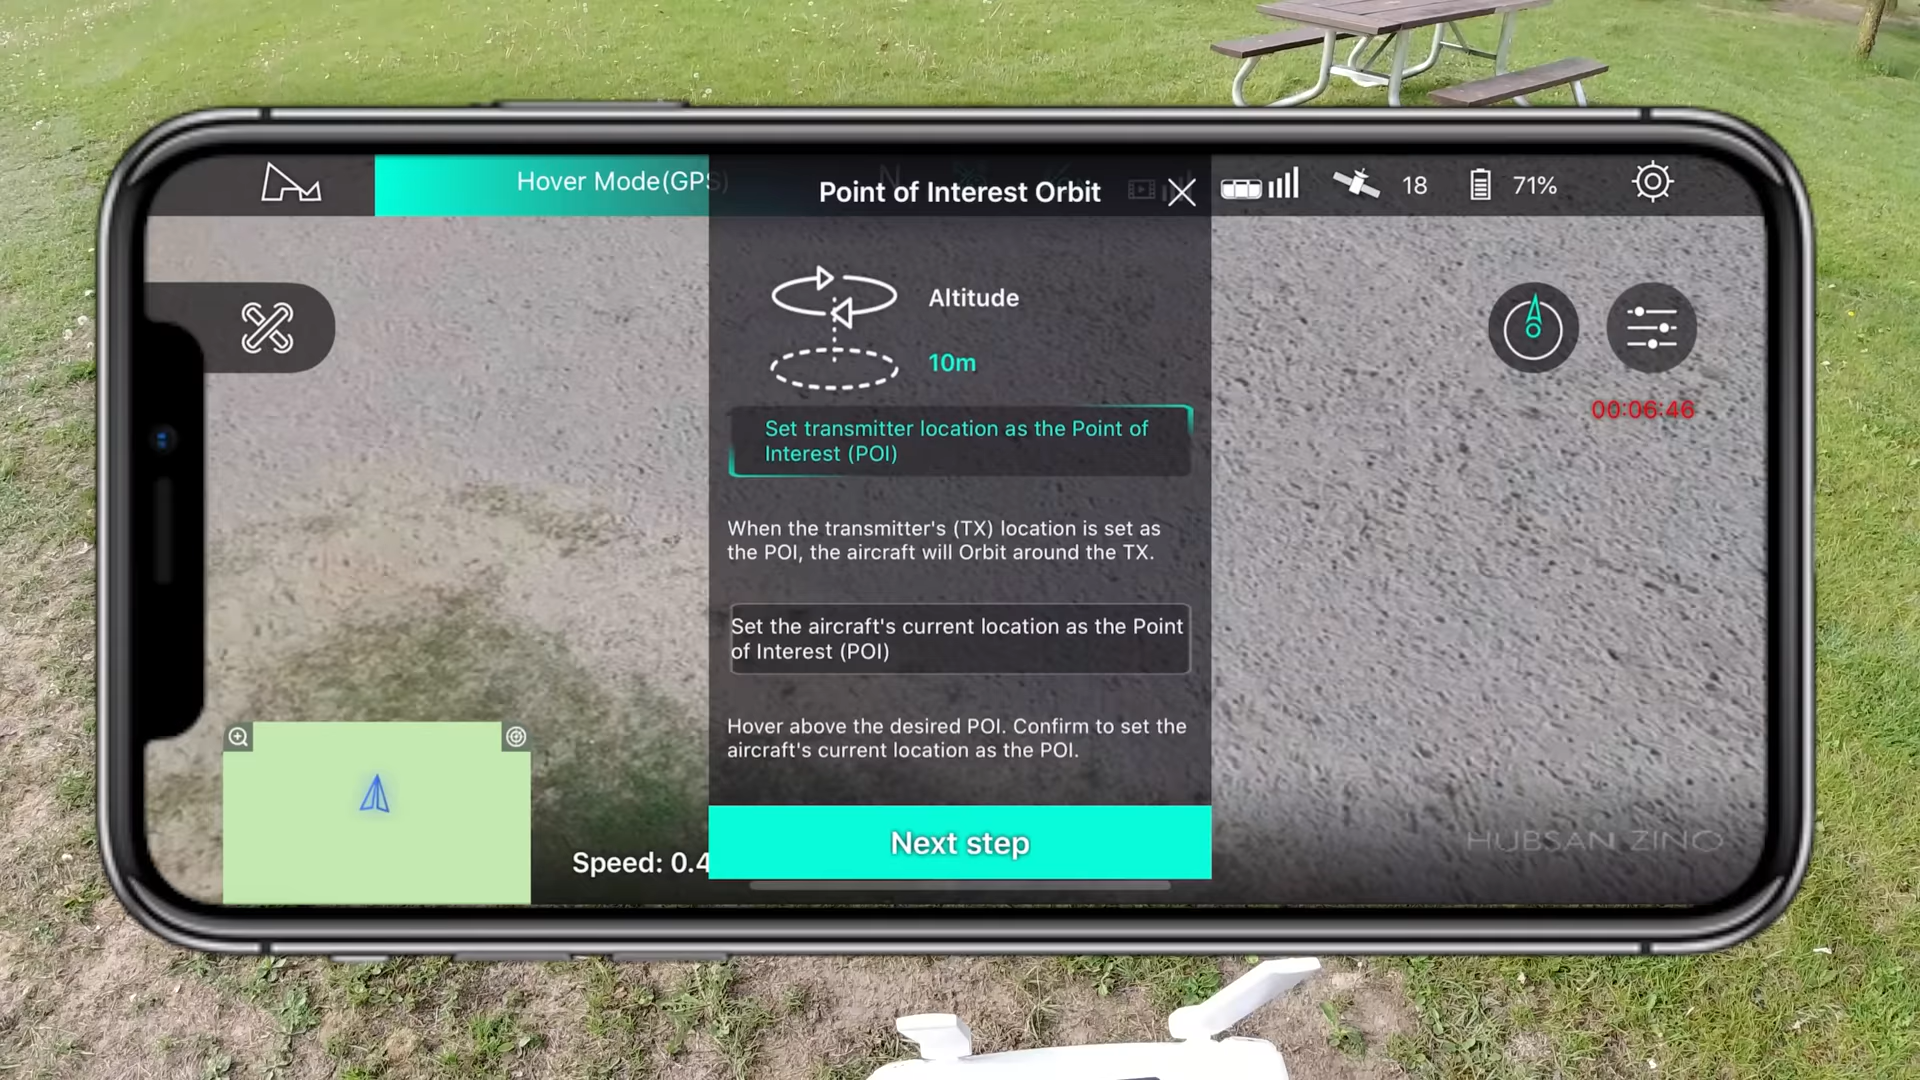 Hover Mode(GPS)
Point of Interest Orbit
18
71%
Altitude
10m
00:06:46
Set transmitter location as the Point of
Interest (POI)
When the transmitter's (TX) location is set as
the POI, the aircraft will Orbit around the TX.
Set the aircraft's current location as the Point
of Interest (POI)
Hover above the desired POI. Confirm to set the
aircraft's current location as the POI.
Next step
Speed: 0.4
HUBSAN ZINO